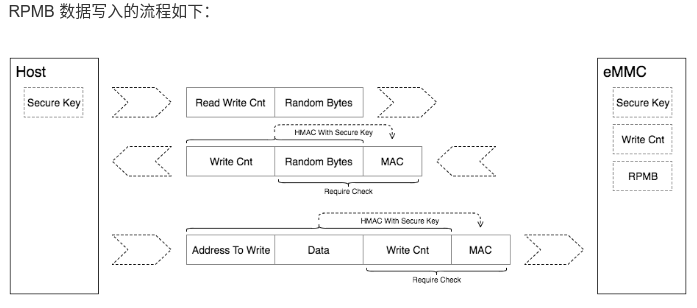 RPMB 数据写入的流程如下：
Host
eMMC
Secure Key
Read Write Cnt
Random Bytes
Secure Key
HMAC With Secure Key
Write Cnt
Random Bytes
MAC
Write Cnt
Require Check
RPMB
HMAC With Secure Key
Address To Write
Data
Write Cnt
MAC
Require Check